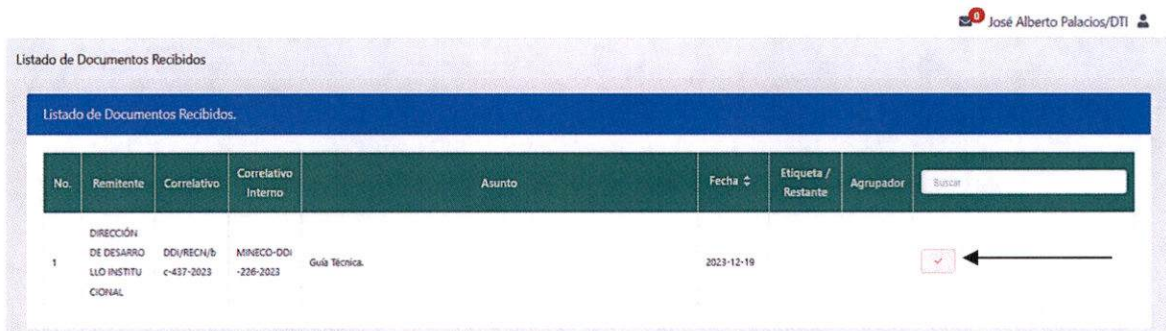 0 José Alberto Palacios/DTI
Listado de Documentos Recibidos
Listado de Documentos Recibidos.
No. Remitente Correlativo Correlativo Interno Asunto Fecha Etiqueta / Restante Agrupador Buscar
1 DIRECCIÓN DE DESARRO LLO INSTITU CIONAL DDI/RECN/b c-437-2023 MINECO-DDI -226-2023 Guía Técnica. 2023-12-19